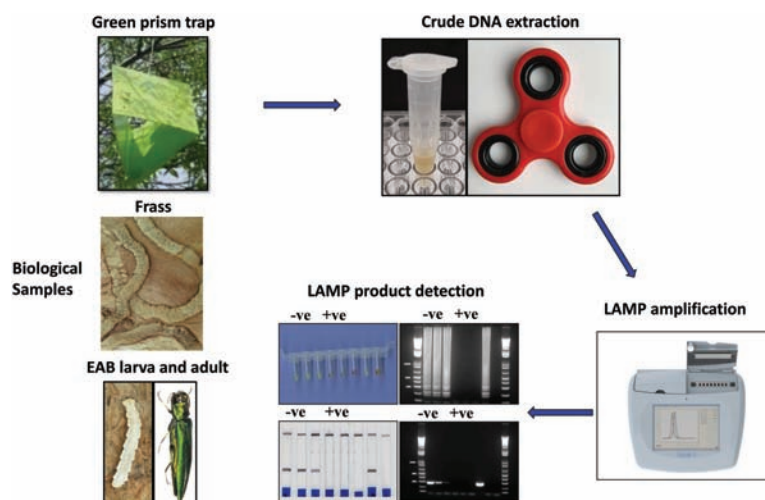 Green prism trap
Crude DNA extraction
Frass
Biological
Samples
LAMP product detection
-ve +ve
-ve +ve
LAMP amplification
EAB larva and adult
-ve +ve
-ve +ve